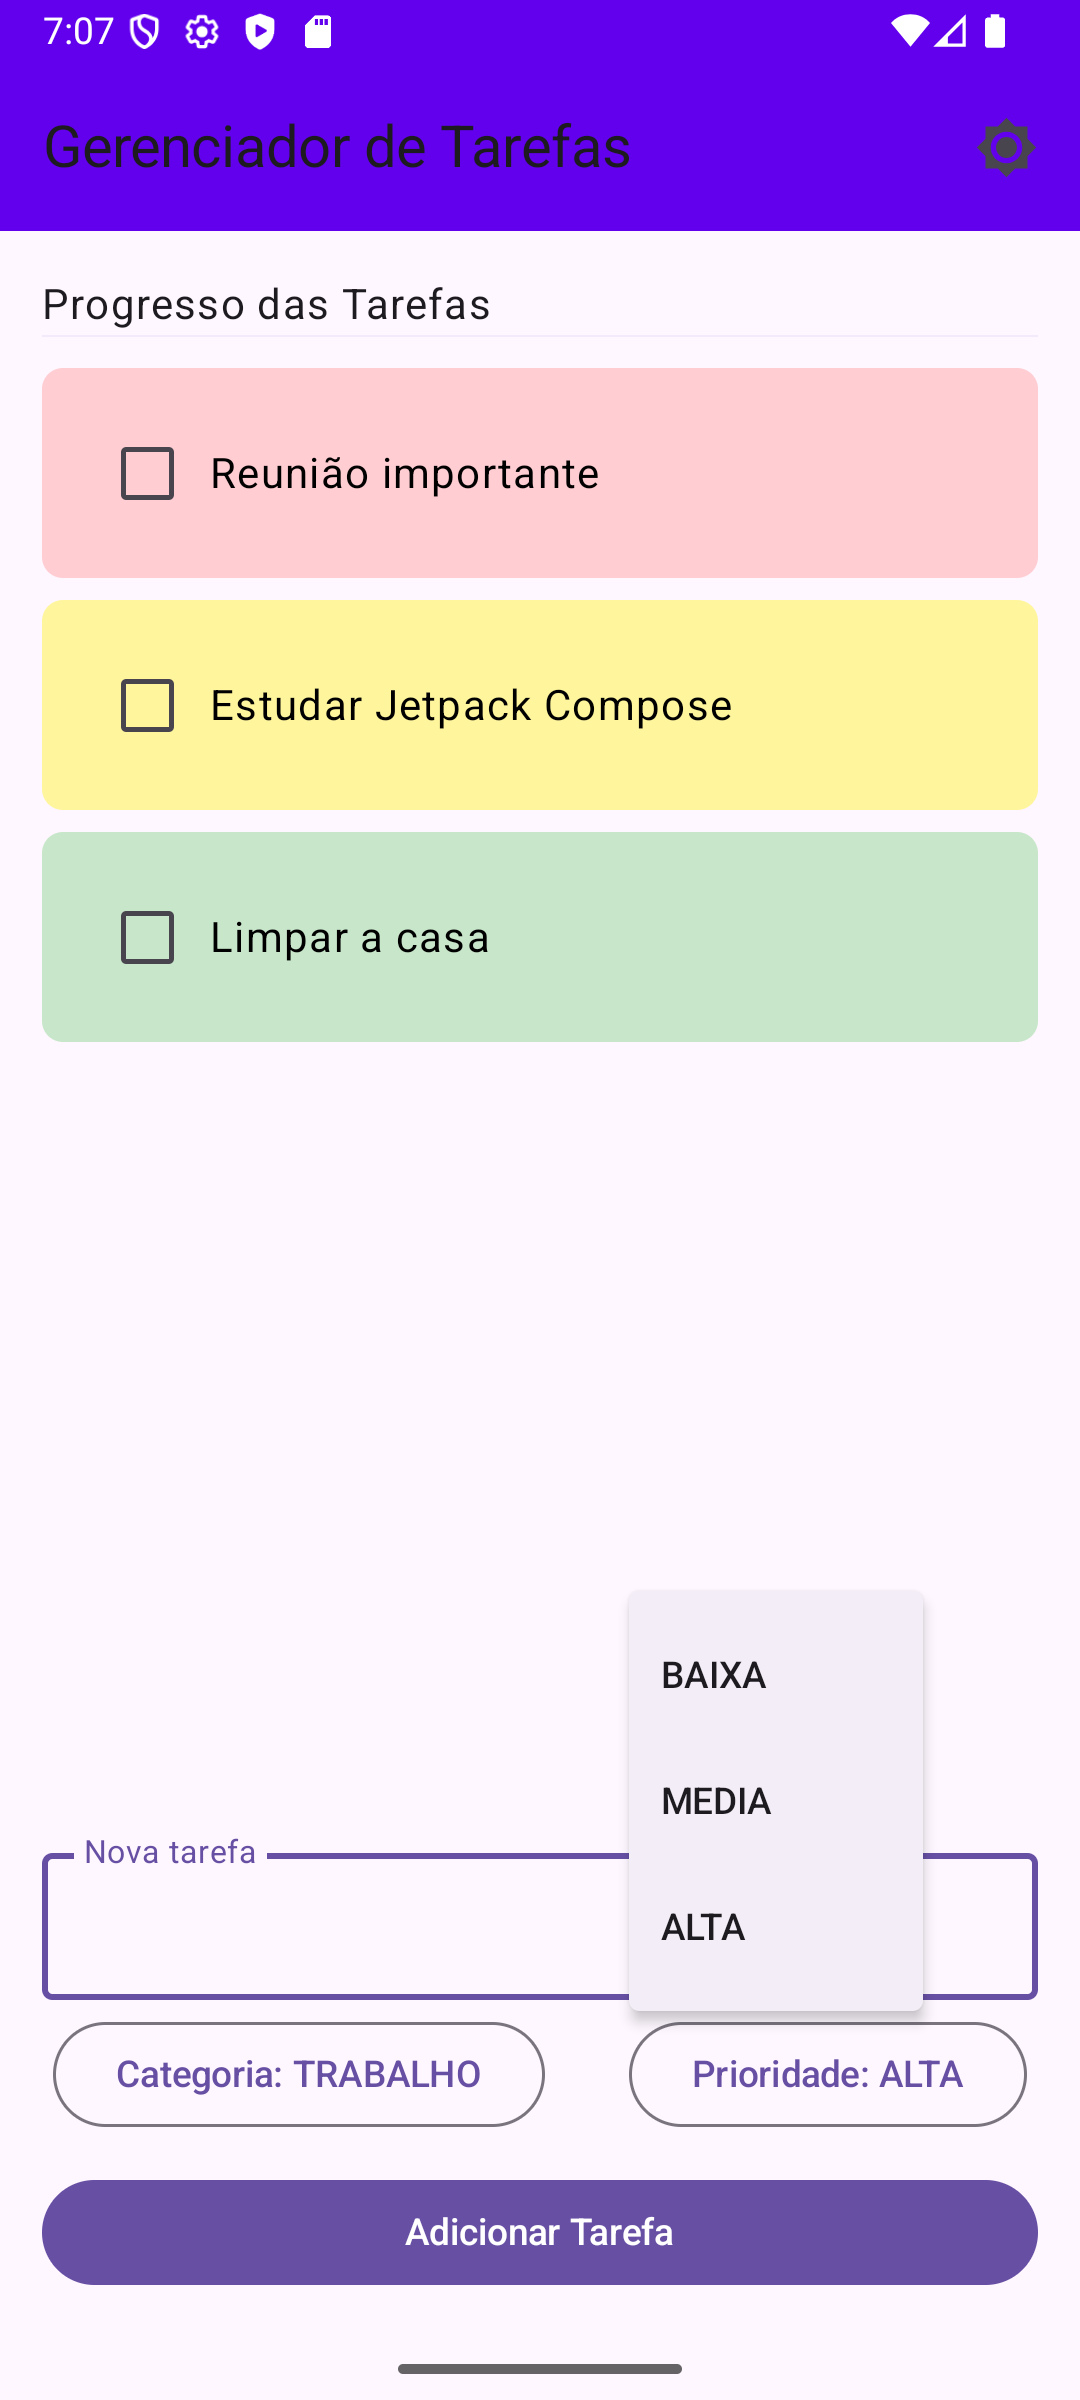 7:07
Gerenciador de Tarefas
Progresso das Tarefas
Reunião importante
Estudar Jetpack Compose
Limpar a casa
BAIXA
MEDIA
ALTA
Nova tarefa
Categoria: TRABALHO
Prioridade: ALTA
Adicionar Tarefa